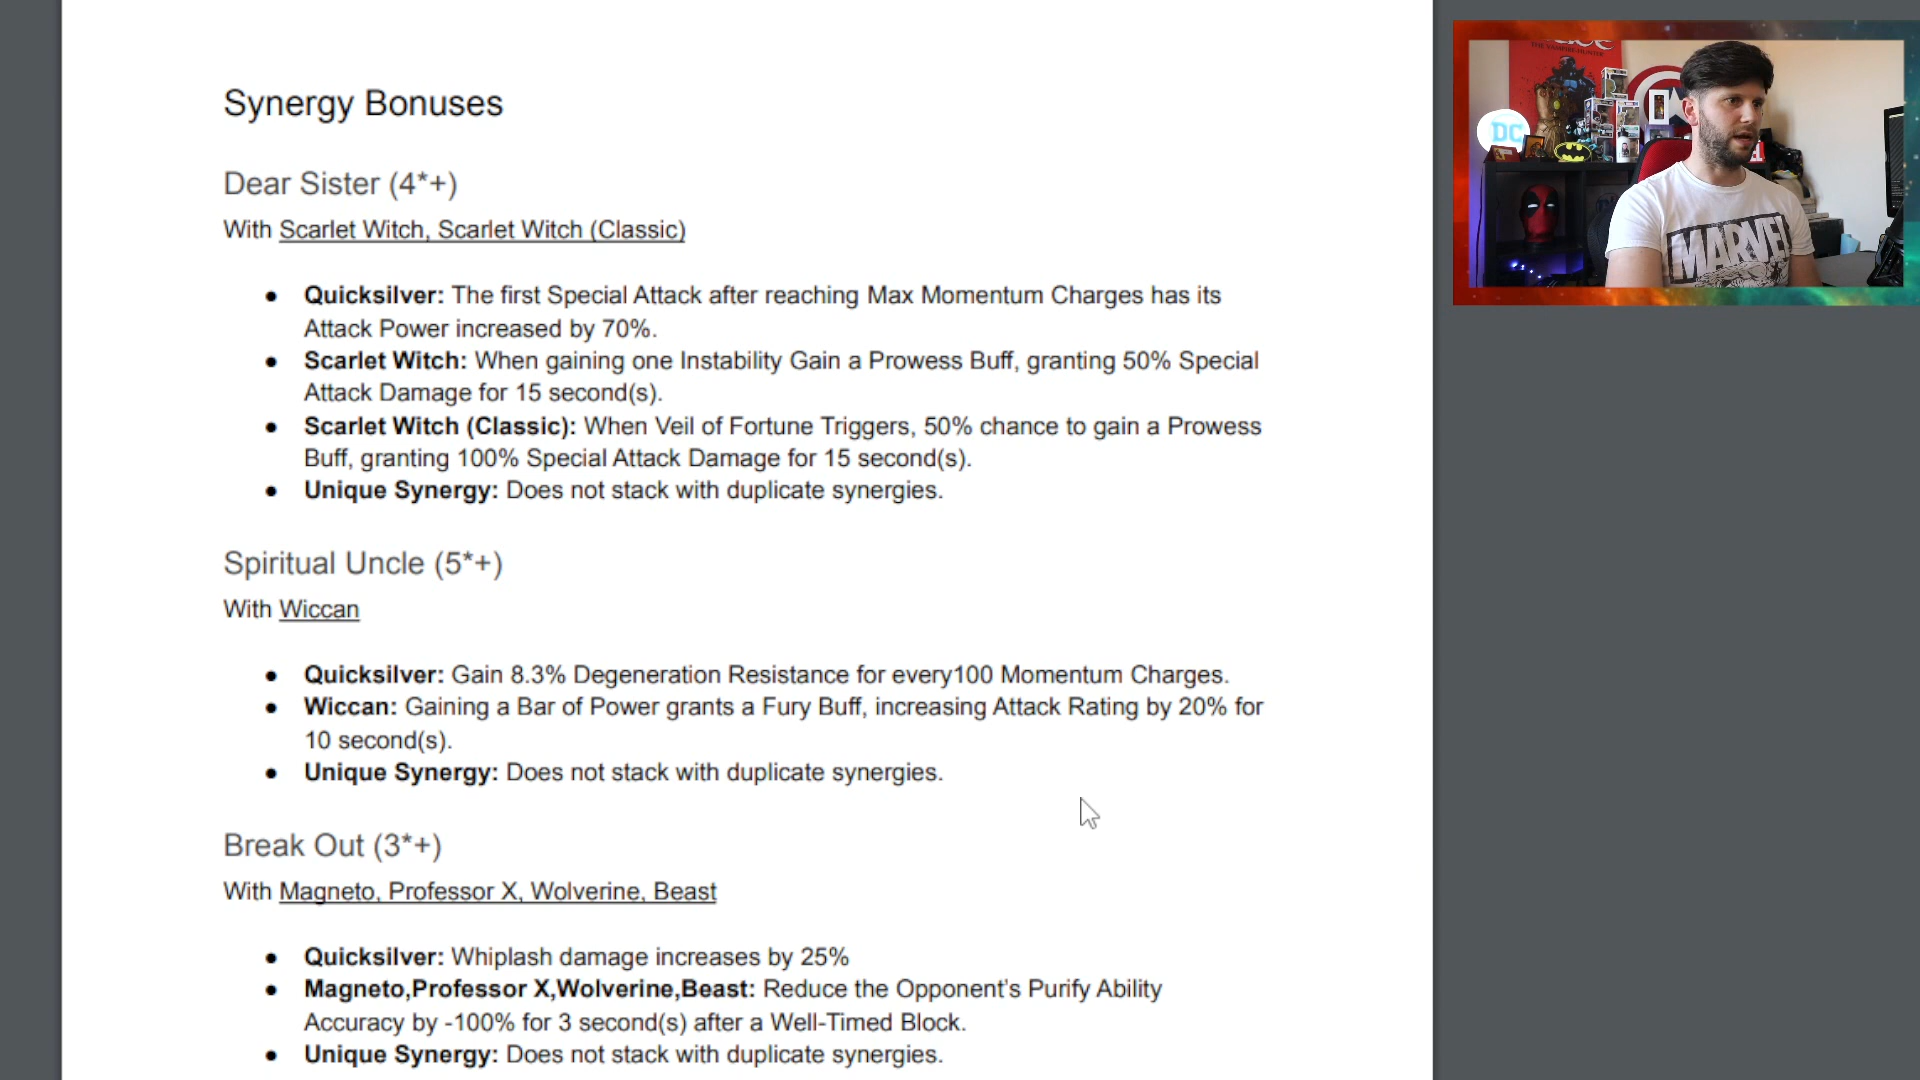 Synergy Bonuses
Dear Sister (4*+)
With Scarlet Witch, Scarlet Witch (Classic)
● Quicksilver: The first Special Attack after reaching Max Momentum Charges has its
Attack Power increased by 70%.
● Scarlet Witch: When gaining one Instability Gain a Prowess Buff, granting 50% Special
Attack Damage for 15 second(s).
● Scarlet Witch (Classic): When Veil of Fortune Triggers, 50% chance to gain a Prowess
Buff, granting 100% Special Attack Damage for 15 second(s).
● Unique Synergy: Does not stack with duplicate synergies.
Spiritual Uncle (5*+)
With Wiccan
● Quicksilver: Gain 8.3% Degeneration Resistance for every100 Momentum Charges.
● Wiccan: Gaining a Bar of Power grants a Fury Buff, increasing Attack Rating by 20% for
10 second(s).
● Unique Synergy: Does not stack with duplicate synergies.
Break Out (3*+)
With Magneto, Professor X, Wolverine, Beast
● Quicksilver: Whiplash damage increases by 25%
● Magneto,Professor X,Wolverine,Beast: Reduce the Opponent's Purify Ability
Accuracy by -100% for 3 second(s) after a Well-Timed Block.
● Unique Synergy: Does not stack with duplicate synergies.
DC
MARVEL